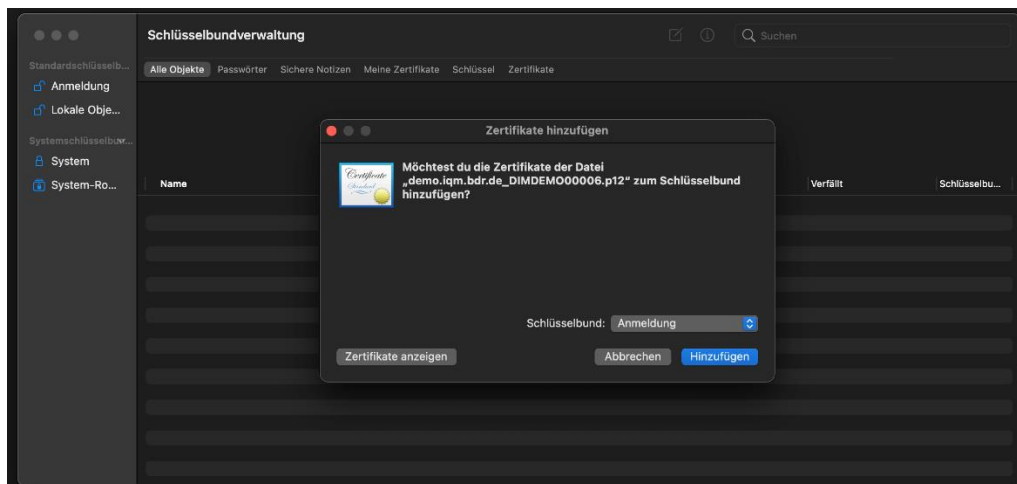 Schlüsselbundverwaltung
Suchen
Standardschlüsselb...
Alle Objekte Passwörter Sichere Notizen Meine Zertifikate Schlüssel Zertifikate
Anmeldung
Lokale Obje...
Systemschlüsselbun...
System
System-Ro...
Name Verfällt Schlüsselbu...
Zertifikate hinzufügen
Certificate
Standard
Möchtest du die Zertifikate der Datei
„demo.iqm.bdr.de_DIMDEMO00006.p12“ zum Schlüsselbund
hinzufügen?
Schlüsselbund: Anmeldung
Zertifikate anzeigen Abbrechen Hinzufügen